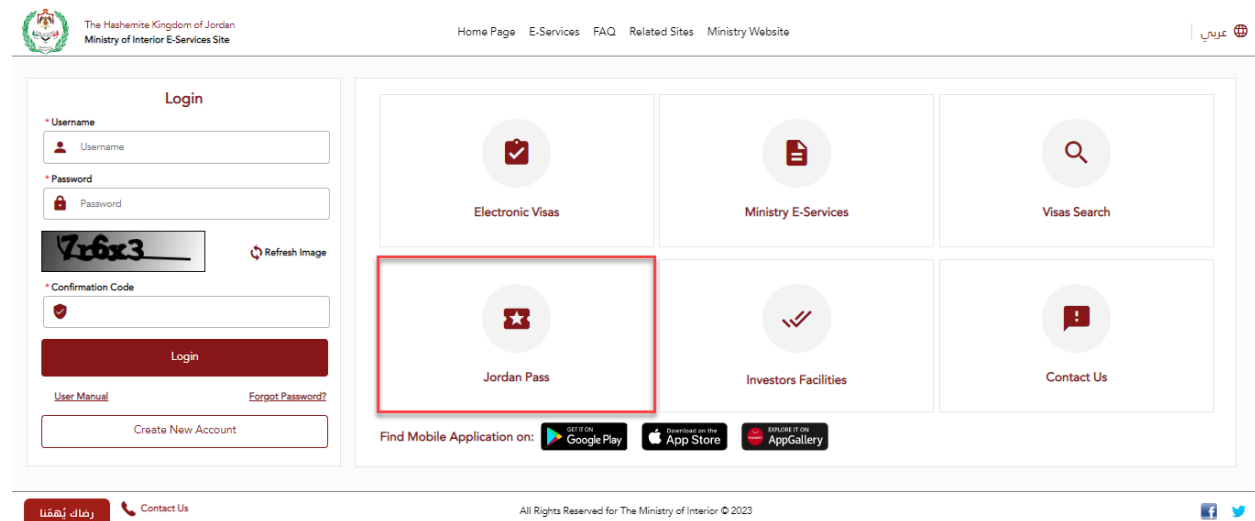 The Hashemite Kingdom of Jordan
Ministry of Interior E-Services Site
Home Page E-Services FAQ Related Sites Ministry Website
عربي
Login
* Username
Username
* Password
Password
7r6x3
Refresh Image
* Confirmation Code
Login
User Manual Forgot Password?
Create New Account
Electronic Visas
Ministry E-Services
Visas Search
Jordan Pass
Investors Facilities
Contact Us
Find Mobile Application on:
GET IT ON
Google Play
Download on the
App Store
EXPLORE IT ON
AppGallery
رضاك يُهمّنا
Contact Us
All Rights Reserved for The Ministry of Interior © 2023